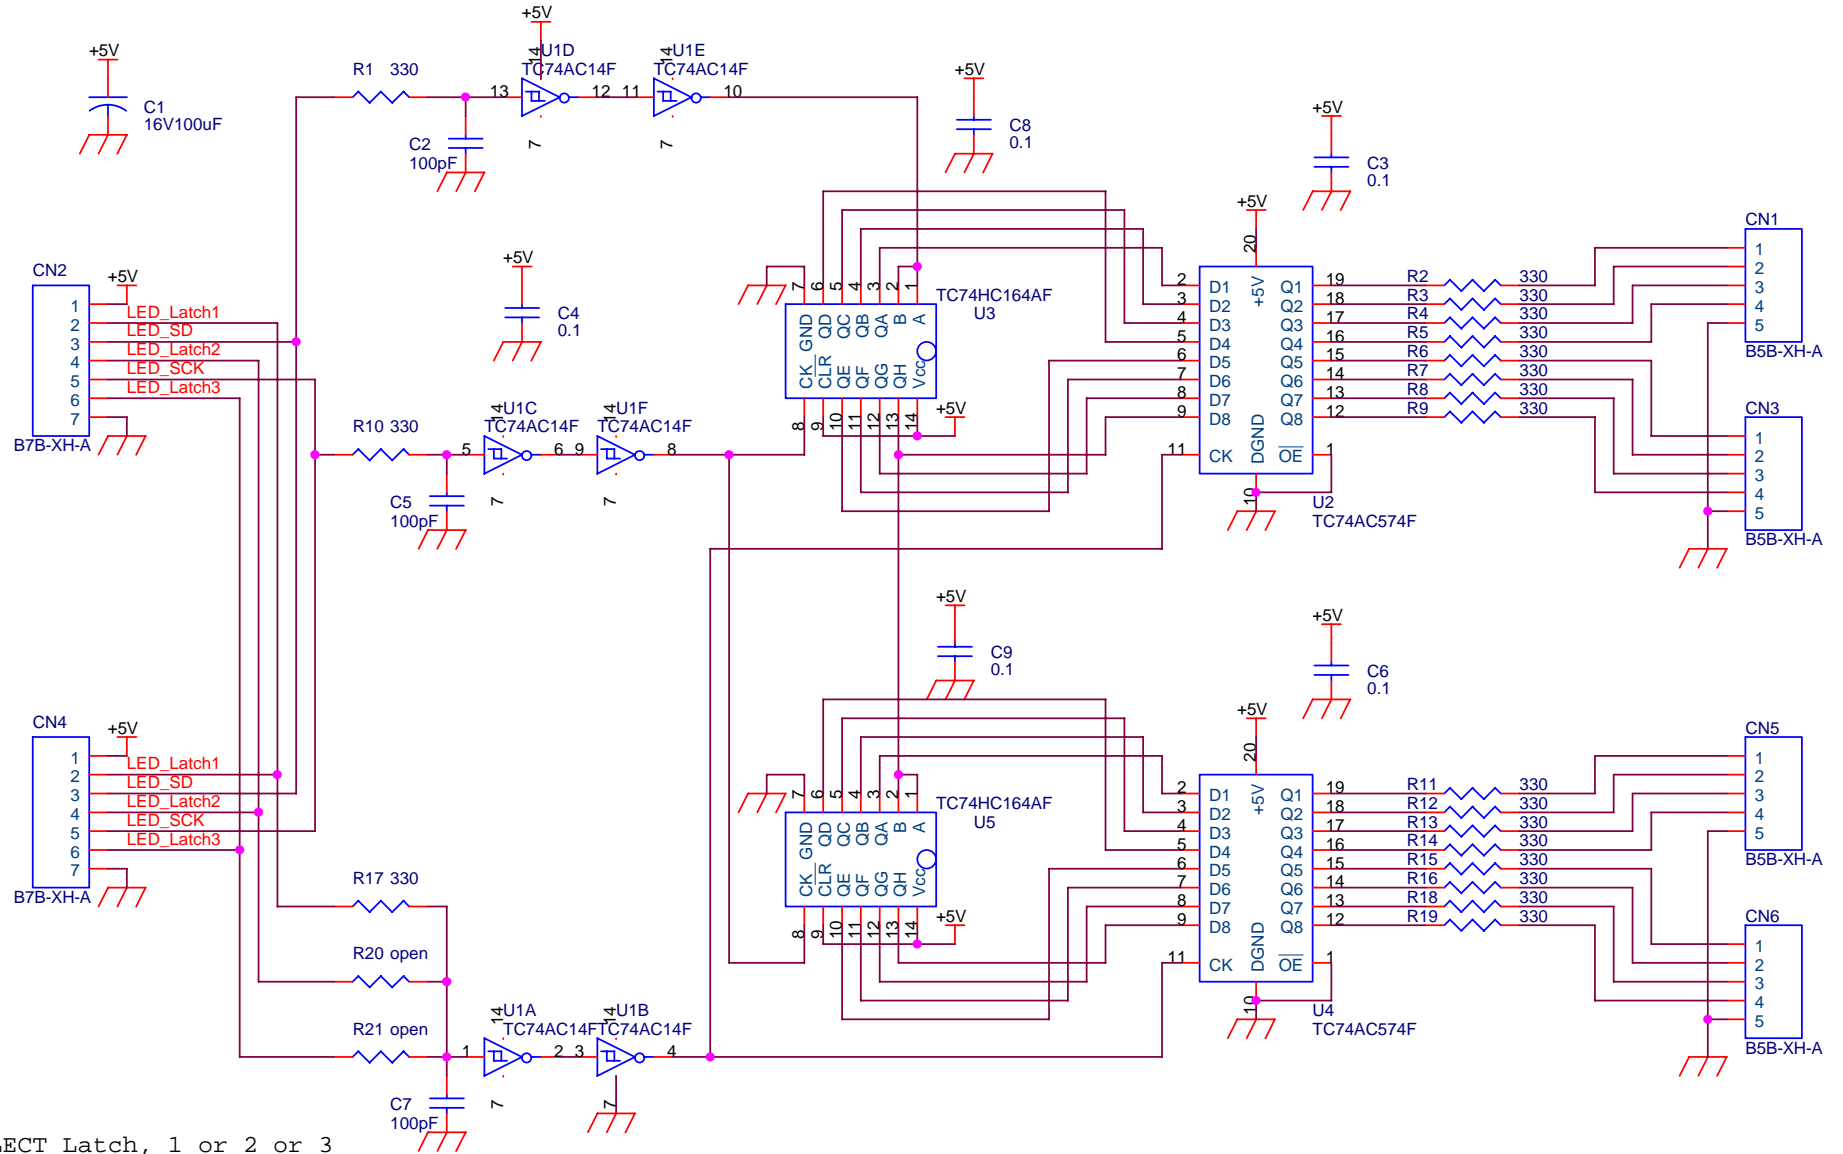 +5V
C1
16V100uF
R1 330
C2
100pF
+5V
14
U1D
TC74AC14F
13
12
7
14
U1E
TC74AC14F
11
10
7
+5V
C8
0.1
+5V
C3
0.1
CN2
+5V
1
2
3
4
5
6
7
LED_Latch1
LED_SD
LED_Latch2
LED_SCK
LED_Latch3
B7B-XH-A
+5V
C4
0.1
R10 330
C5
100pF
14
U1C
TC74AC14F
5
6
7
14
U1F
TC74AC14F
9
8
7
7 6 5 4 3 2 1
GND QD QC QB QA B A
CK CLR QE QF QG QH Vcc
8 9 10 11 12 13 14
TC74HC164AF
U3
+5V
+5V
20
2 D1 +5V Q1 19
3 D2 Q2 18
4 D3 Q3 17
5 D4 Q4 16
6 D5 Q5 15
7 D6 Q6 14
8 D7 Q7 13
9 D8 Q8 12
11 CK DGND OE 1
10
U2
TC74AC574F
R2 330
R3 330
R4 330
R5 330
R6 330
R7 330
R8 330
R9 330
CN1
1
2
3
4
5
B5B-XH-A
CN3
1
2
3
4
5
B5B-XH-A
CN4
+5V
1
2
3
4
5
6
7
LED_Latch1
LED_SD
LED_Latch2
LED_SCK
LED_Latch3
B7B-XH-A
R17 330
R20 open
R21 open
C7
100pF
14
U1A
TC74AC14F
1
2
7
14
U1B
TC74AC14F
3
4
7
+5V
C9
0.1
+5V
C6
0.1
7 6 5 4 3 2 1
GND QD QC QB QA B A
CK CLR QE QF QG QH Vcc
8 9 10 11 12 13 14
TC74HC164AF
U5
+5V
+5V
20
2 D1 +5V Q1 19
3 D2 Q2 18
4 D3 Q3 17
5 D4 Q4 16
6 D5 Q5 15
7 D6 Q6 14
8 D7 Q7 13
9 D8 Q8 12
11 CK DGND OE 1
10
U4
TC74AC574F
R11 330
R12 330
R13 330
R14 330
R15 330
R16 330
R18 330
R19 330
CN5
1
2
3
4
5
B5B-XH-A
CN6
1
2
3
4
5
B5B-XH-A
LECT Latch, 1 or 2 or 3